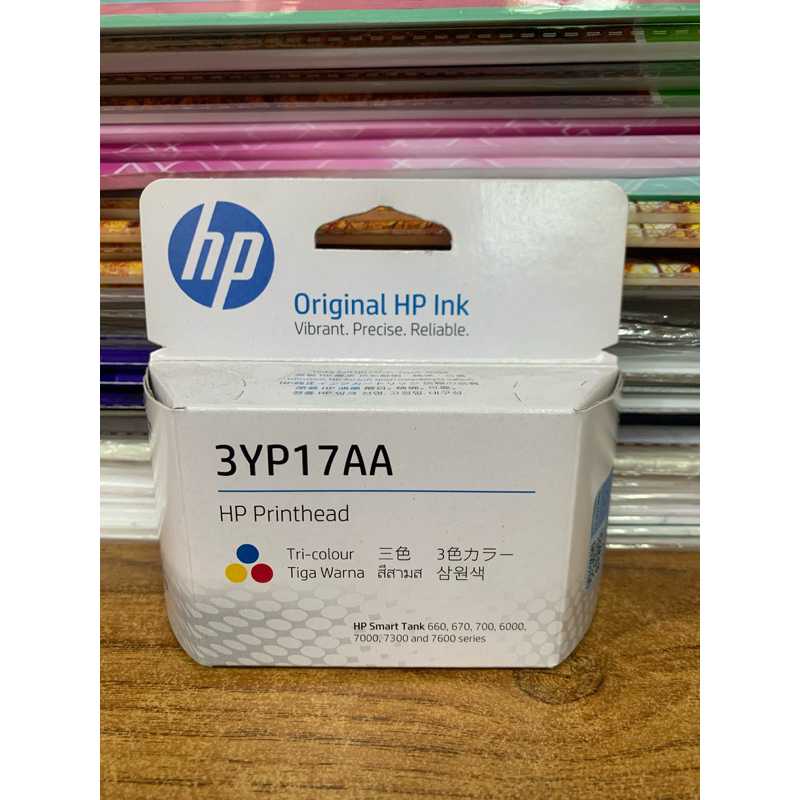 hp
Original HP Ink
Vibrant. Precise. Reliable.
3YP17AA
HP Printhead
Tri-colour 三色 3色カラー
Tiga Warna สีสามส 삼원색
HP Smart Tank 660, 670, 700, 6000,
7000, 7300 and 7600 series